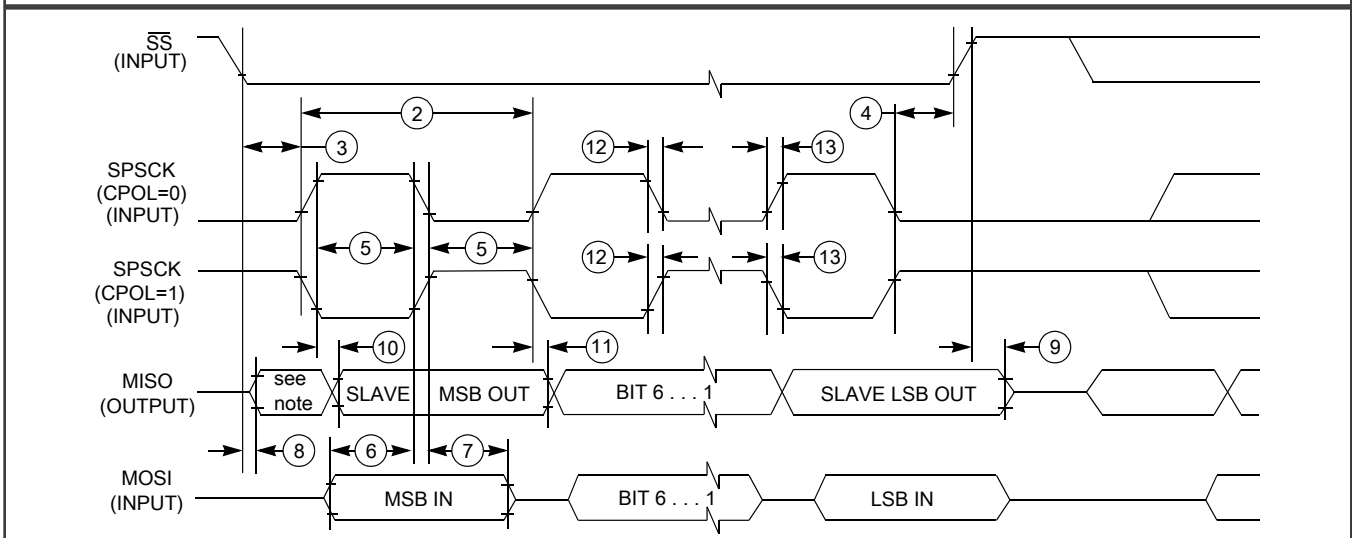 SS
(INPUT)
2
4
3
12
13
SPSCK
(CPOL=0)
(INPUT)
5
5
12
13
SPSCK
(CPOL=1)
(INPUT)
10
11
9
MISO
(OUTPUT)
see
note
SLAVE
MSB OUT
BIT 6 . . . 1
SLAVE LSB OUT
8
6
7
MOSI
(INPUT)
MSB IN
BIT 6 . . . 1
LSB IN